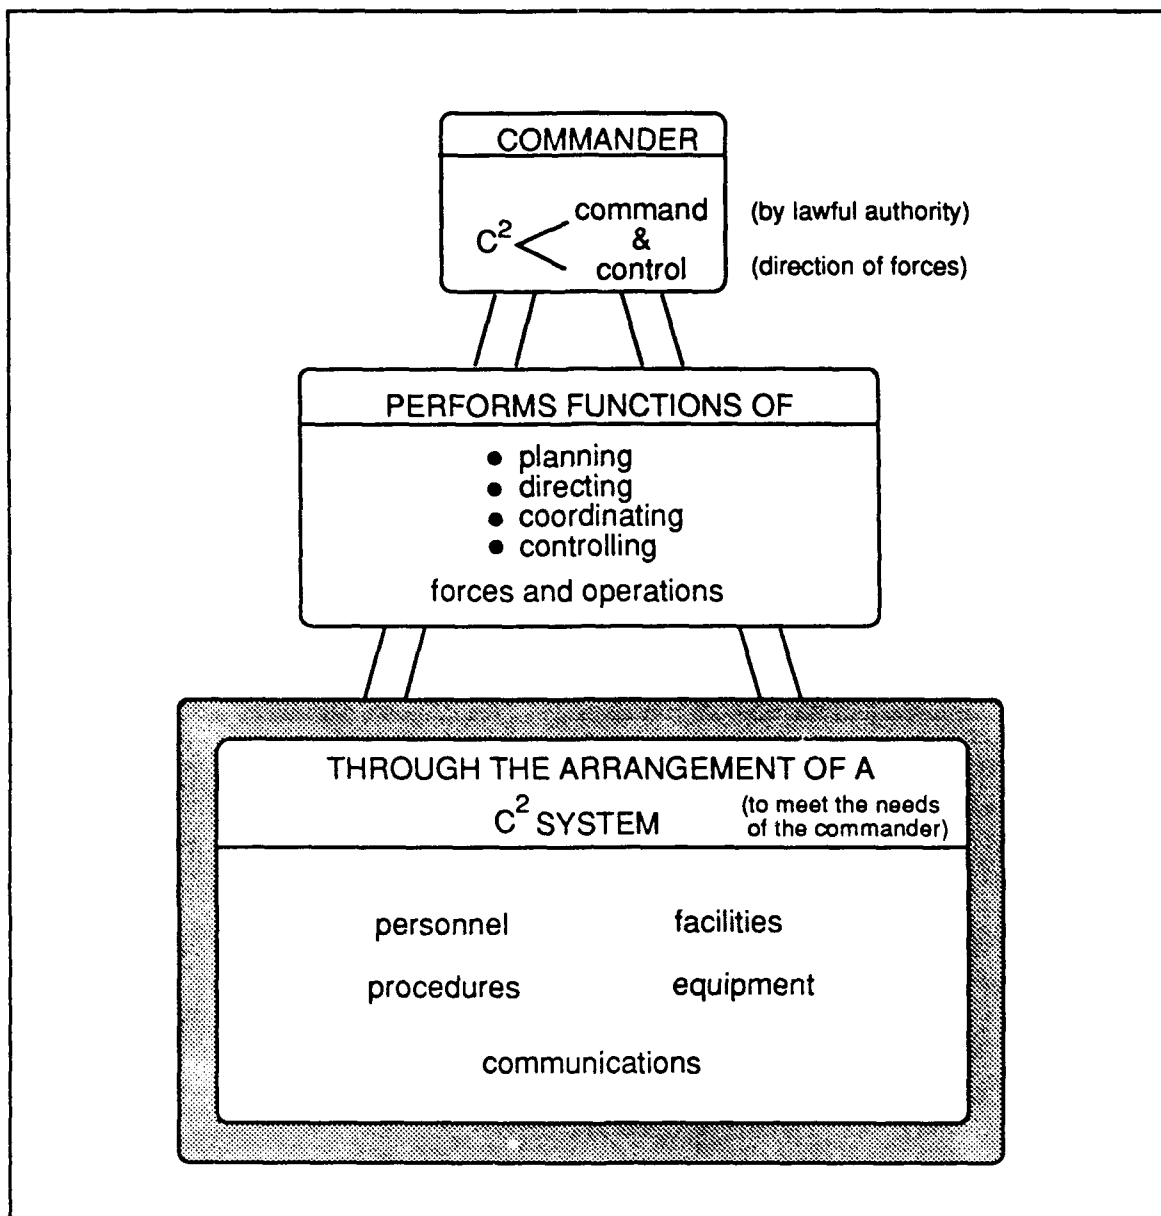 COMMANDER
command (by lawful authority)
C² &
control (direction of forces)
PERFORMS FUNCTIONS OF
● planning
● directing
● coordinating
● controlling
forces and operations
THROUGH THE ARRANGEMENT OF A
C² SYSTEM (to meet the needs
of the commander)
personnel facilities
procedures equipment
communications